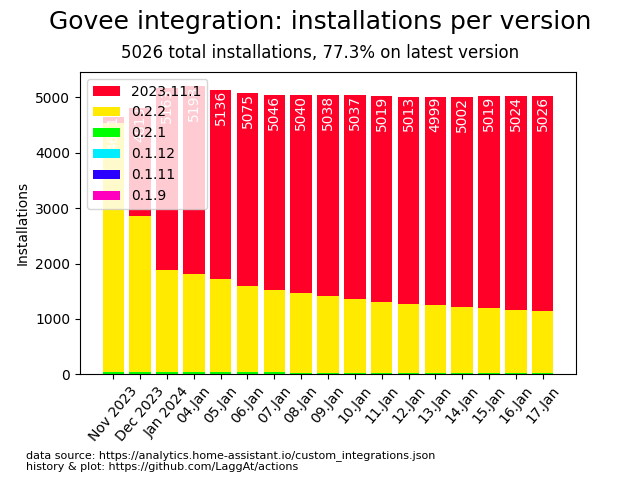 Govee integration: installations per version
5026 total installations, 77.3% on latest version
Installations
5000
4000
3000
2000
1000
0
2023.11.1
0.2.2
0.2.1
0.1.12
0.1.11
0.1.9
5136
5075
5046
5040
5038
5037
5019
5013
4999
5002
5019
5024
5026
Nov 2023
Dec 2023
Jan 2024
04.Jan
05.Jan
06.Jan
07.Jan
08.Jan
09.Jan
10.Jan
11.Jan
12.Jan
13.Jan
14.Jan
15.Jan
16.Jan
17.Jan
data source: https://analytics.home-assistant.io/custom_integrations.json
history & plot: https://github.com/LaggAt/actions